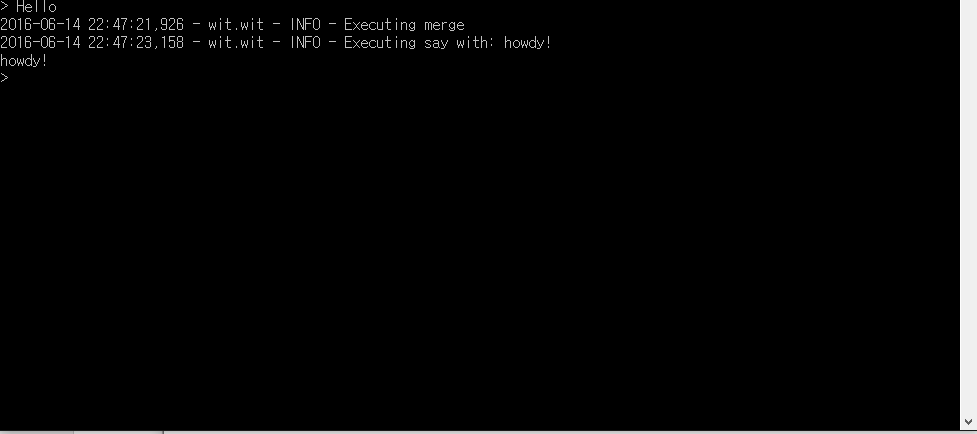 > Hello
2016-06-14 22:47:21,926 - wit.wit - INFO - Executing merge
2016-06-14 22:47:23,158 - wit.wit - INFO - Executing say with: howdy!
howdy!
>